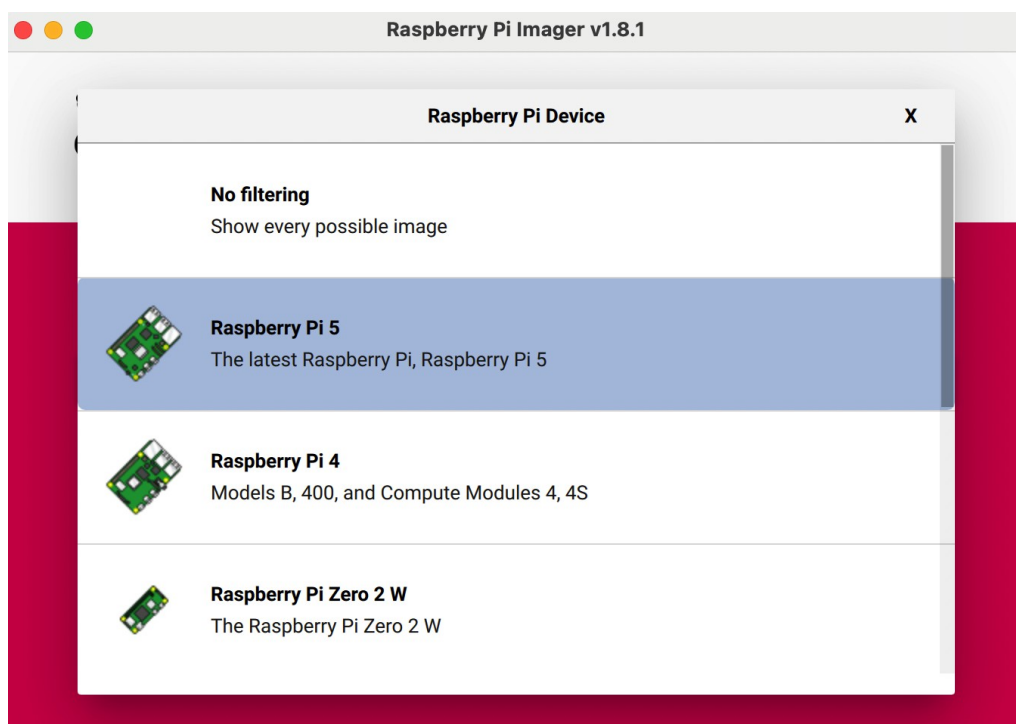 Raspberry Pi Imager v1.8.1
Raspberry Pi Device
X
No filtering
Show every possible image
Raspberry Pi 5
The latest Raspberry Pi, Raspberry Pi 5
Raspberry Pi 4
Models B, 400, and Compute Modules 4, 4S
Raspberry Pi Zero 2 W
The Raspberry Pi Zero 2 W